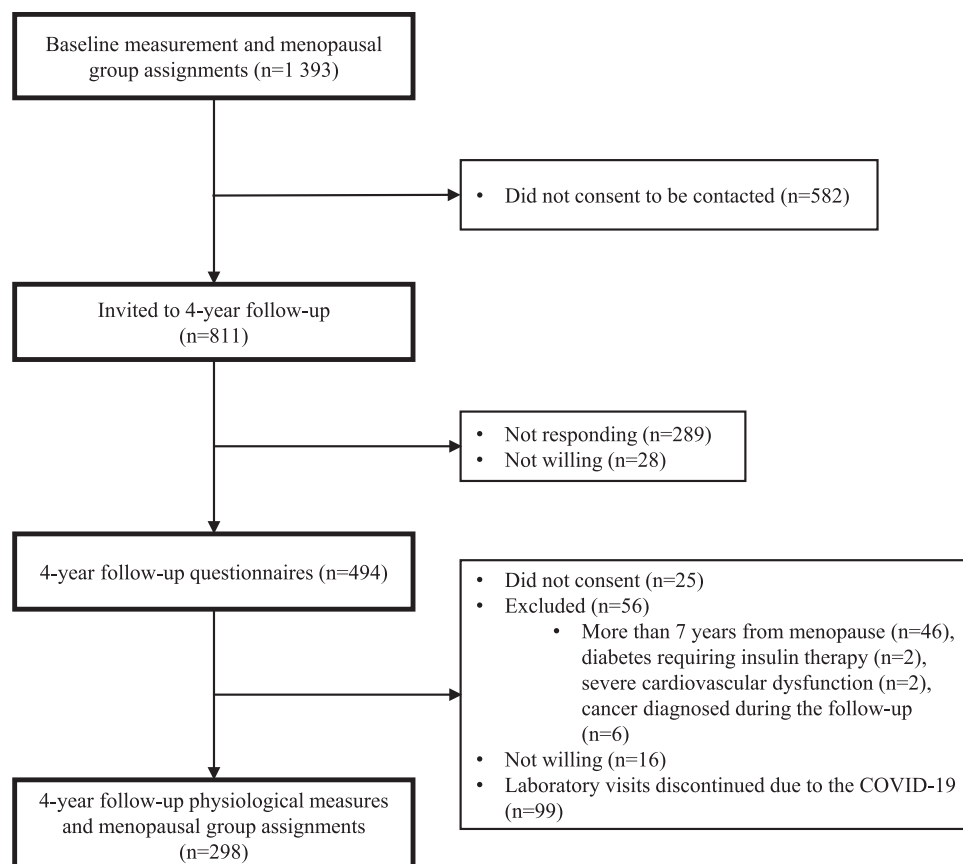 Baseline measurement and menopausal
group assignments (n=1 393)
• Did not consent to be contacted (n=582)
Invited to 4-year follow-up
(n=811)
• Not responding (n=289)
• Not willing (n=28)
4-year follow-up questionnaires (n=494)
• Did not consent (n=25)
• Excluded (n=56)
• More than 7 years from menopause (n=46),
diabetes requiring insulin therapy (n=2),
severe cardiovascular dysfunction (n=2),
cancer diagnosed during the follow-up
(n=6)
• Not willing (n=16)
• Laboratory visits discontinued due to the COVID-19
(n=99)
4-year follow-up physiological measures
and menopausal group assignments
(n=298)